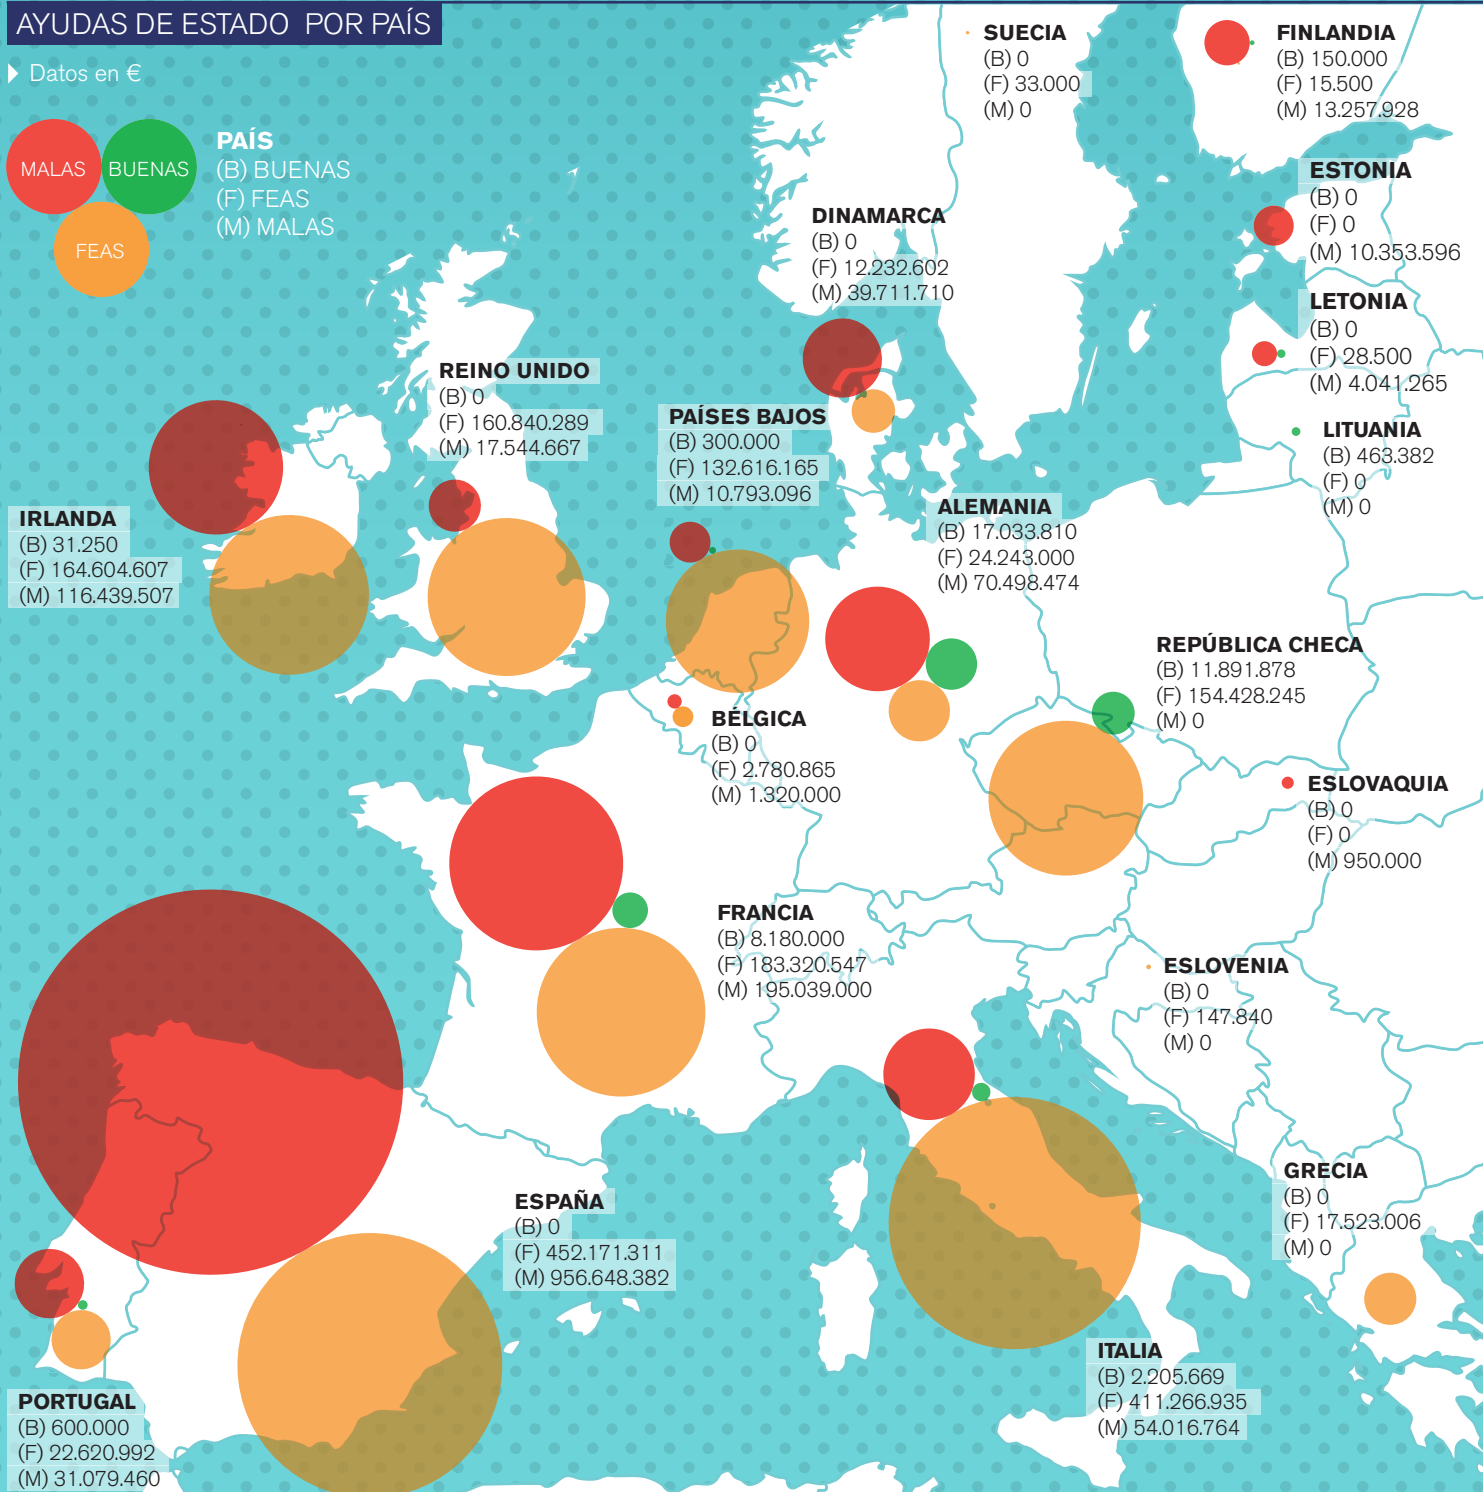 AYUDAS DE ESTADO POR PAÍS
Datos en €
MALAS
BUENAS
FEAS
PAÍS
(B) BUENAS
(F) FEAS
(M) MALAS
SUECIA
(B) 0
(F) 33.000
(M) 0
FINLANDIA
(B) 150.000
(F) 15.500
(M) 13.257.928
ESTONIA
(B) 0
(F) 0
(M) 10.353.596
DINAMARCA
(B) 0
(F) 12.232.602
(M) 39.711.710
LETONIA
(B) 0
(F) 28.500
(M) 4.041.265
REINO UNIDO
(B) 0
(F) 160.840.289
(M) 17.544.667
PAÍSES BAJOS
(B) 300.000
(F) 132.616.165
(M) 10.793.096
LITUANIA
(B) 463.382
(F) 0
(M) 0
IRLANDA
(B) 31.250
(F) 164.604.607
(M) 116.439.507
ALEMANIA
(B) 17.033.810
(F) 24.243.000
(M) 70.498.474
REPÚBLICA CHECA
(B) 11.891.878
(F) 154.428.245
(M) 0
BÉLGICA
(B) 0
(F) 2.780.865
(M) 1.320.000
ESLOVAQUIA
(B) 0
(F) 0
(M) 950.000
FRANCIA
(B) 8.180.000
(F) 183.320.547
(M) 195.039.000
ESLOVENIA
(B) 0
(F) 147.840
(M) 0
GRECIA
(B) 0
(F) 17.523.006
(M) 0
ESPAÑA
(B) 0
(F) 452.171.311
(M) 956.648.382
ITALIA
(B) 2.205.669
(F) 411.266.935
(M) 54.016.764
PORTUGAL
(B) 600.000
(F) 22.620.992
(M) 31.079.460